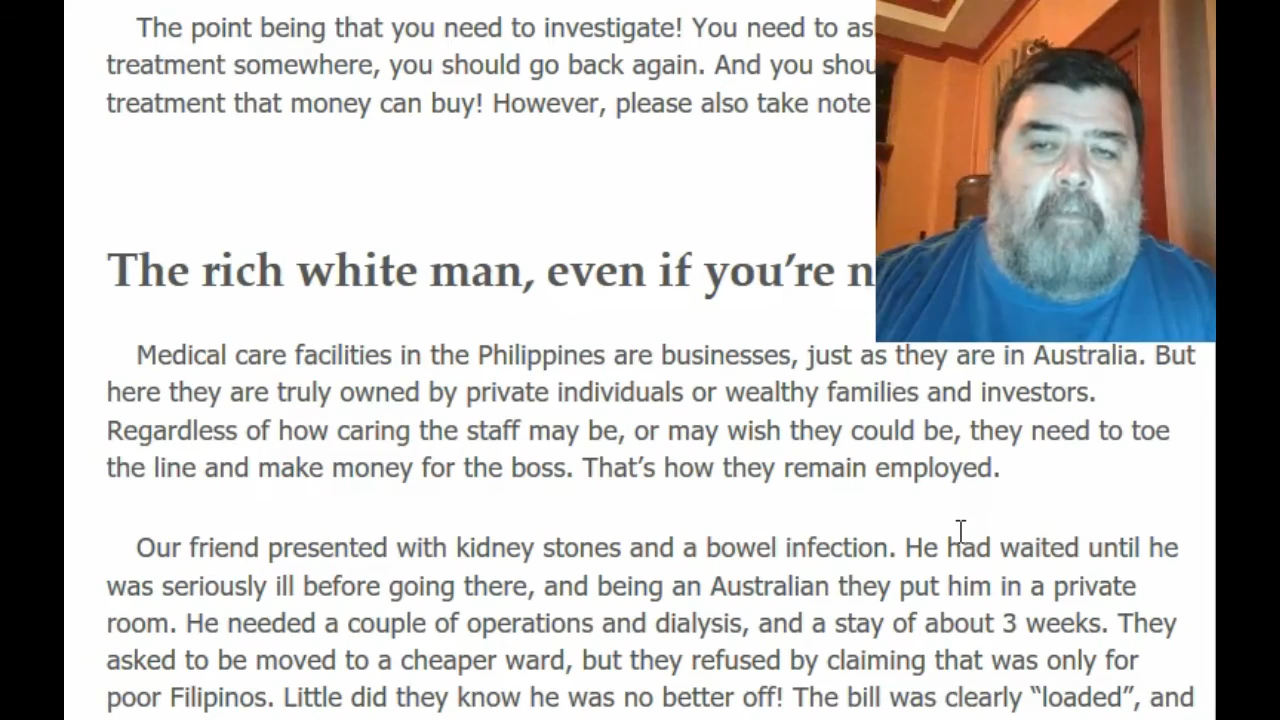 The point being that you need to investigate! You need to as
treatment somewhere, you should go back again. And you shou
treatment that money can buy! However, please also take note
The rich white man, even if you’re n
Medical care facilities in the Philippines are businesses, just as they are in Australia. But
here they are truly owned by private individuals or wealthy families and investors.
Regardless of how caring the staff may be, or may wish they could be, they need to toe
the line and make money for the boss. That’s how they remain employed.
Our friend presented with kidney stones and a bowel infection. He had waited until he
was seriously ill before going there, and being an Australian they put him in a private
room. He needed a couple of operations and dialysis, and a stay of about 3 weeks. They
asked to be moved to a cheaper ward, but they refused by claiming that was only for
poor Filipinos. Little did they know he was no better off! The bill was clearly “loaded”, and